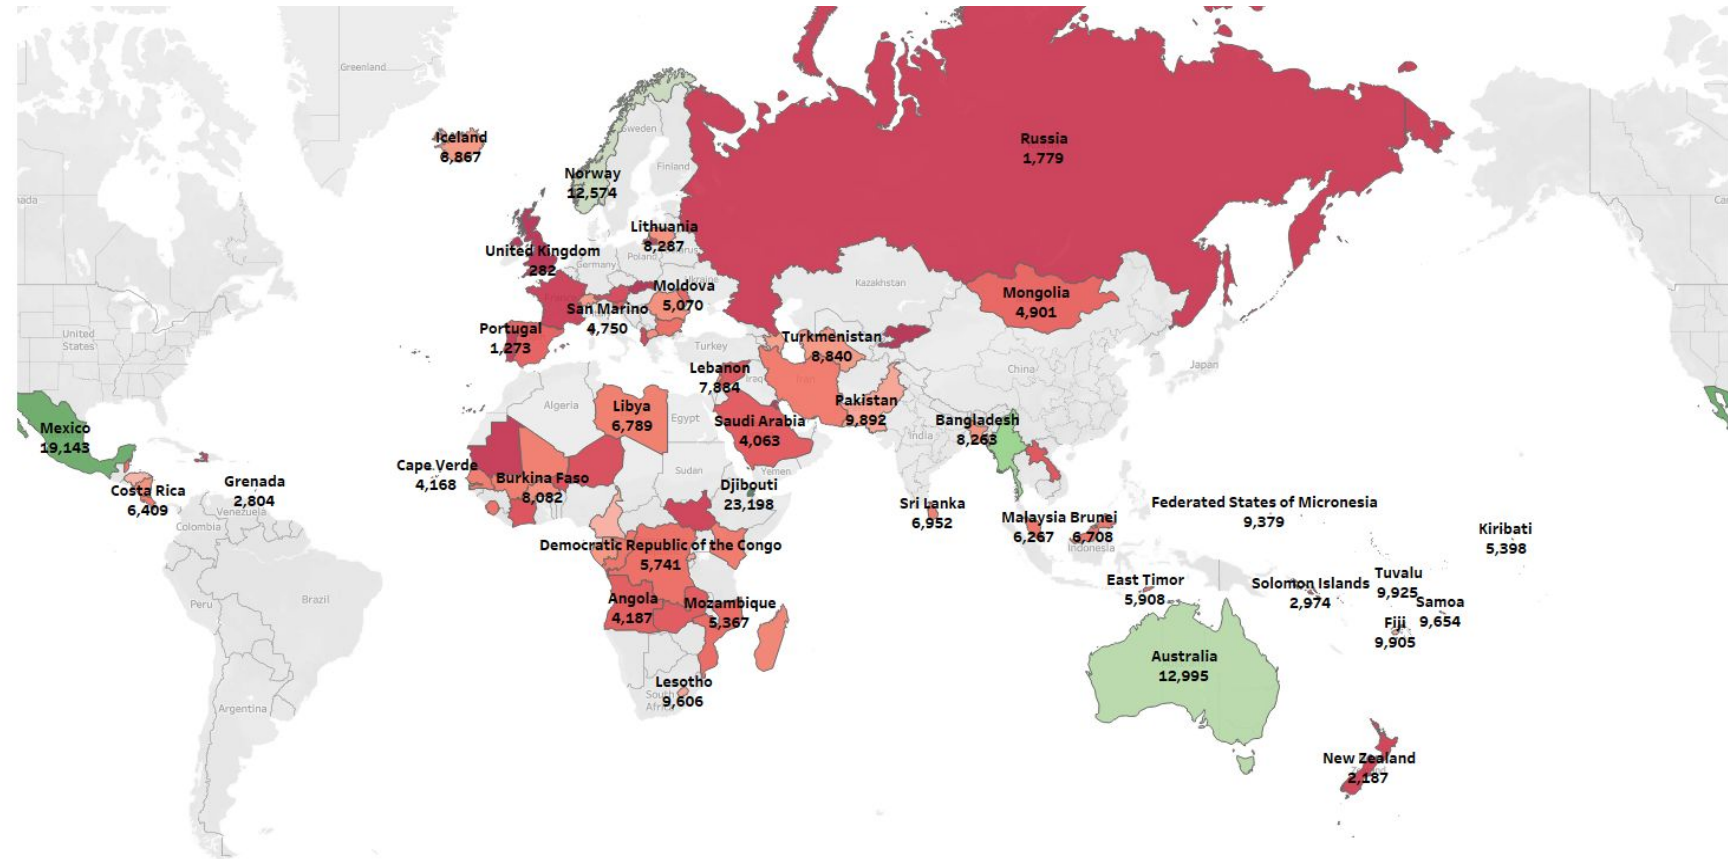 Greenland
Iceland
8,867
Sweden
Finland
Russia
1,779
Norway
12,574
Lithuania
8,287
United Kingdom
282
Germany
Poland
Kazakhstan
Moldova
5,070
San Marino
4,750
Mongolia
4,901
Portugal
1,273
United
States
Turkey
Turkmenistan
8,840
Japan
China
Lebanon
7,884
Iraq
Iran
Algeria
Libya
6,789
Egypt
Pakistan
9,892
Saudi Arabia
4,063
Bangladesh
8,263
India
Mexico
19,143
Cape Verde
4,168
Burkina Faso
8,082
Sudan
Yemen
Djibouti
23,198
Costa Rica
6,409
Grenada
2,804
Venezuela
Colombia
Sri Lanka
6,952
Malaysia
6,267
Brunei
6,708
Indonesia
Federated States of Micronesia
9,379
Kiribati
5,398
Democratic Republic of the Congo
5,741
Peru
Brazil
Angola
4,187
Mozambique
5,367
East Timor
5,908
Solomon Islands
2,974
Tuvalu
9,925
Samoa
9,654
Fiji
9,905
Australia
12,995
Lesotho
9,606
South
Argentina
New Zealand
2,187